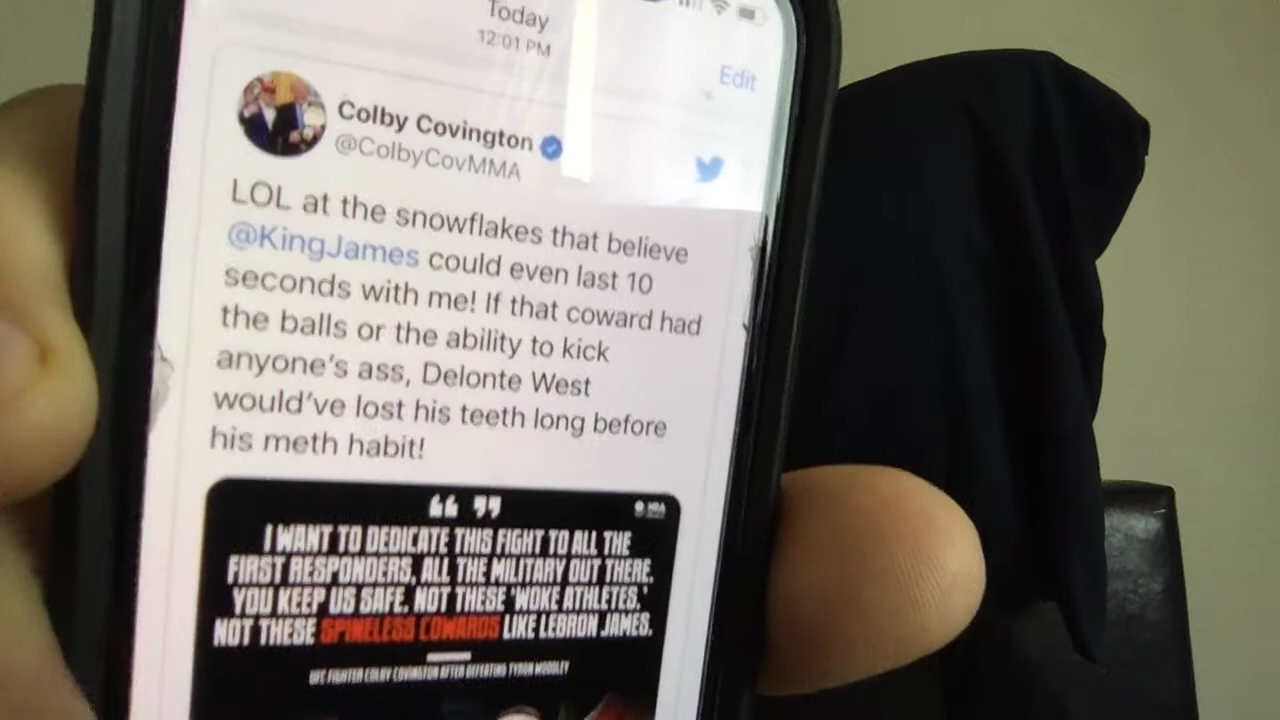 Today
12:01 PM
Edit
Colby Covington
@ColbyCovMMA
LOL at the snowflakes that believe
@KingJames could even last 10
seconds with me! If that coward had
the balls or the ability to kick
anyone's ass, Delonte West
would've lost his teeth long before
his meth habit!
“ ”
NBA
I WANT TO DEDICATE THIS FIGHT TO ALL THE
FIRST RESPONDERS, ALL THE MILITARY OUT THERE.
YOU KEEP US SAFE. NOT THESE 'WOKE ATHLETES.'
NOT THESE SPINELESS COWARDS LIKE LEBRON JAMES.
UFC FIGHTER COLBY COVINGTON AFTER DEFEATING TYRON WOODLEY